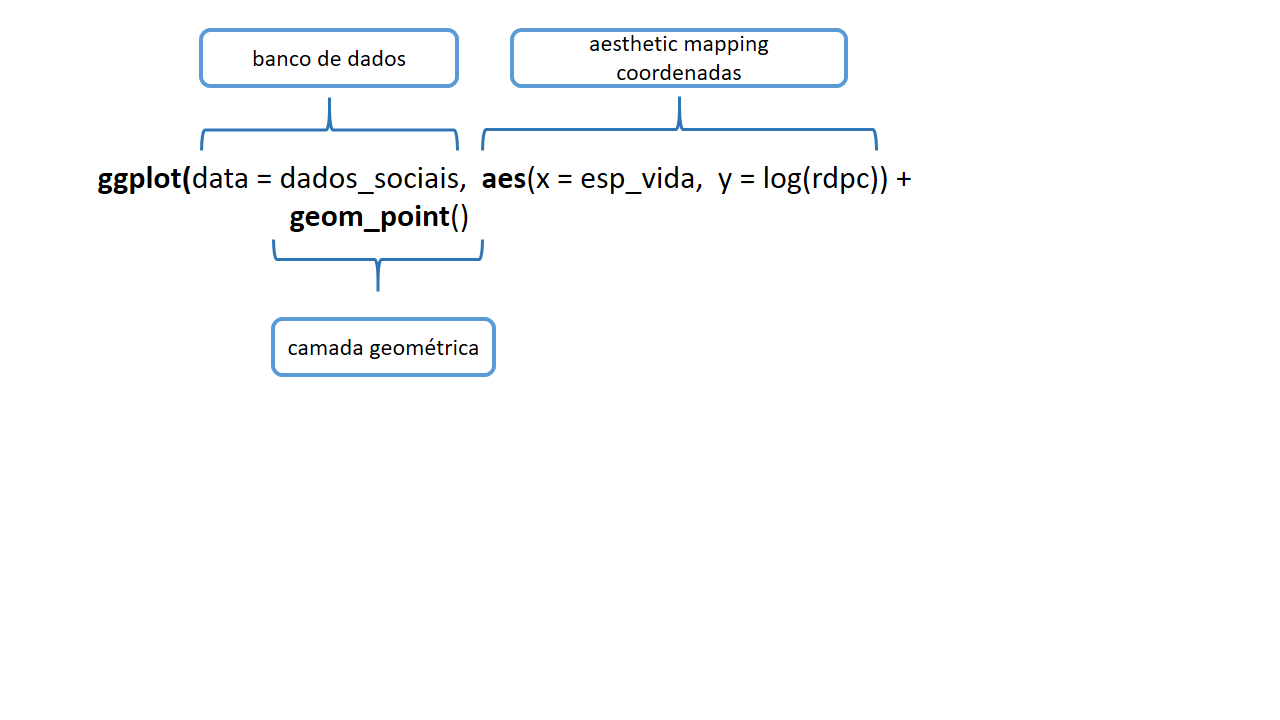 banco de dados
aesthetic mapping
coordenadas
ggplot(data = dados_sociais,  aes(x = esp_vida,  y = log(rdpc)) +
geom_point()
camada geométrica